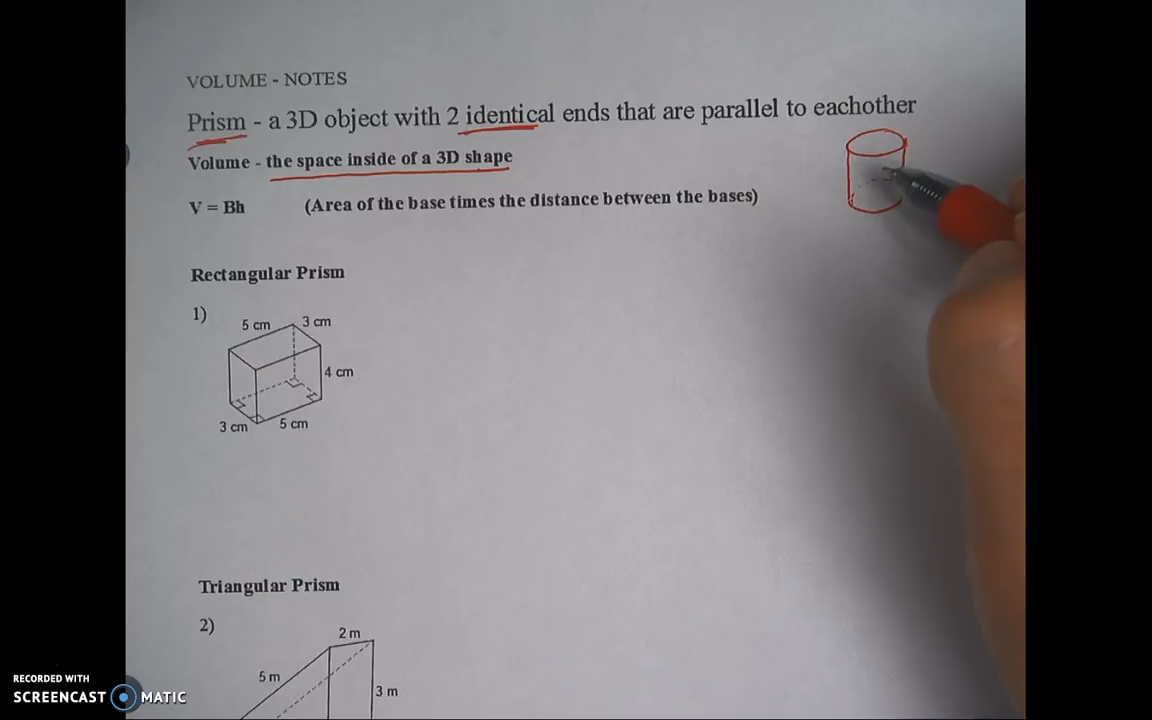 VOLUME - NOTES
Prism - a 3D object with 2 identical ends that are parallel to eachother
Volume - the space inside of a 3D shape
V = Bh (Area of the base times the distance between the bases)
Rectangular Prism
1)
5 cm 3 cm
4 cm
3 cm 5 cm
Triangular Prism
2)
2 m
5 m
3 m
RECORDED WITH
SCREENCAST MATIC